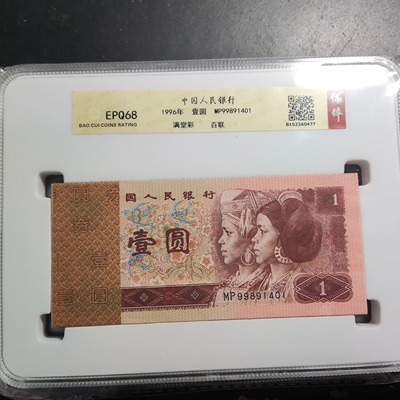 EPQ68
BAO CUI COINS RATING
中国人民银行
1996年 壹圆 MP99891401
满堂彩 百联
B1523A0477
保粹
中国人民银行
壹圆
1
MP99891401
1